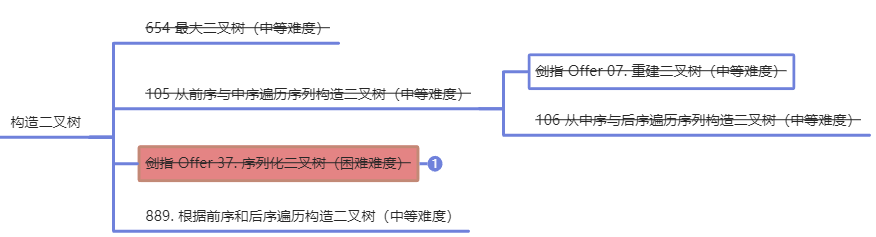 构造二叉树
654 最大二叉树（中等难度）
105 从前序与中序遍历序列构造二叉树（中等难度）
剑指 Offer 07. 重建二叉树（中等难度）
106 从中序与后序遍历序列构造二叉树（中等难度）
剑指 Offer 37. 序列化二叉树（困难难度）
1
889. 根据前序和后序遍历构造二叉树（中等难度）